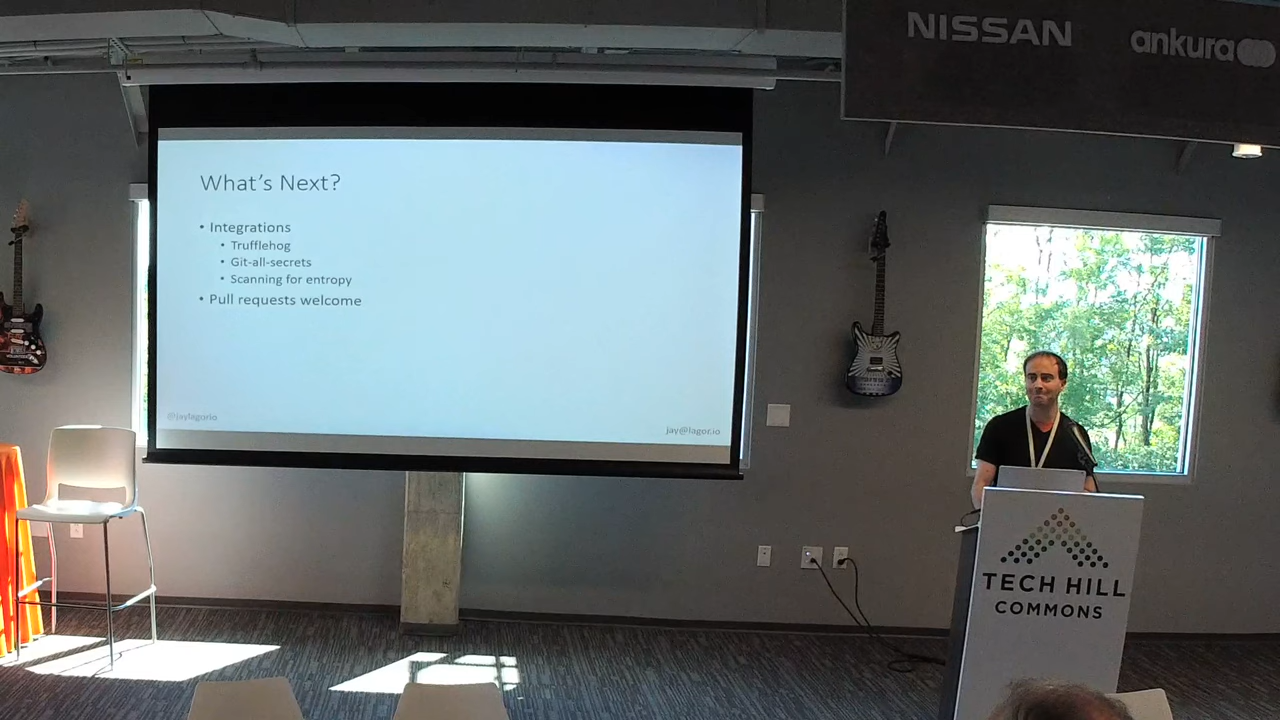 NISSAN
ankura
What's Next?
• Integrations
• Trufflehog
• Git-all-secrets
• Scanning for entropy
• Pull requests welcome
@jaylagorio
jay@lagor.io
TECH HILL
COMMONS